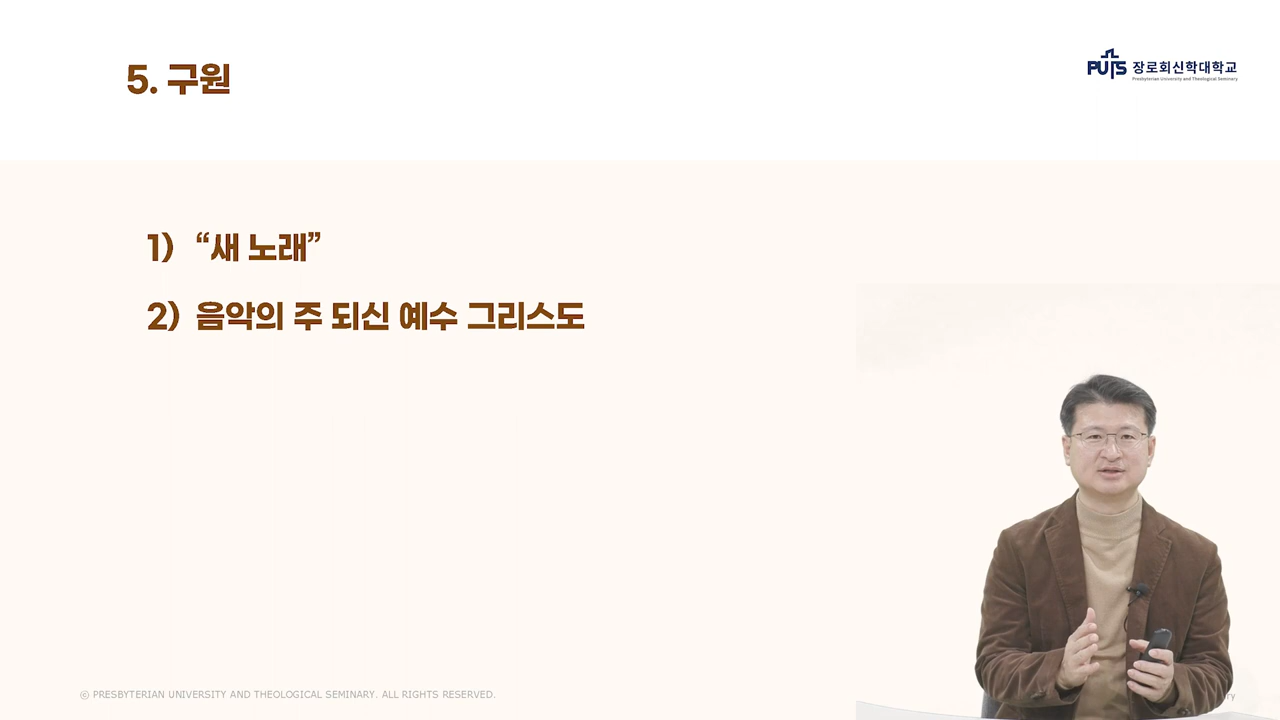 5. 구원
PUTS 장로회신학대학교
Presbyterian University and Theological Seminary
1) “새 노래”
2) 음악의 주 되신 예수 그리스도
ⓒ PRESBYTERIAN UNIVERSITY AND THEOLOGICAL SEMINARY. ALL RIGHTS RESERVED.